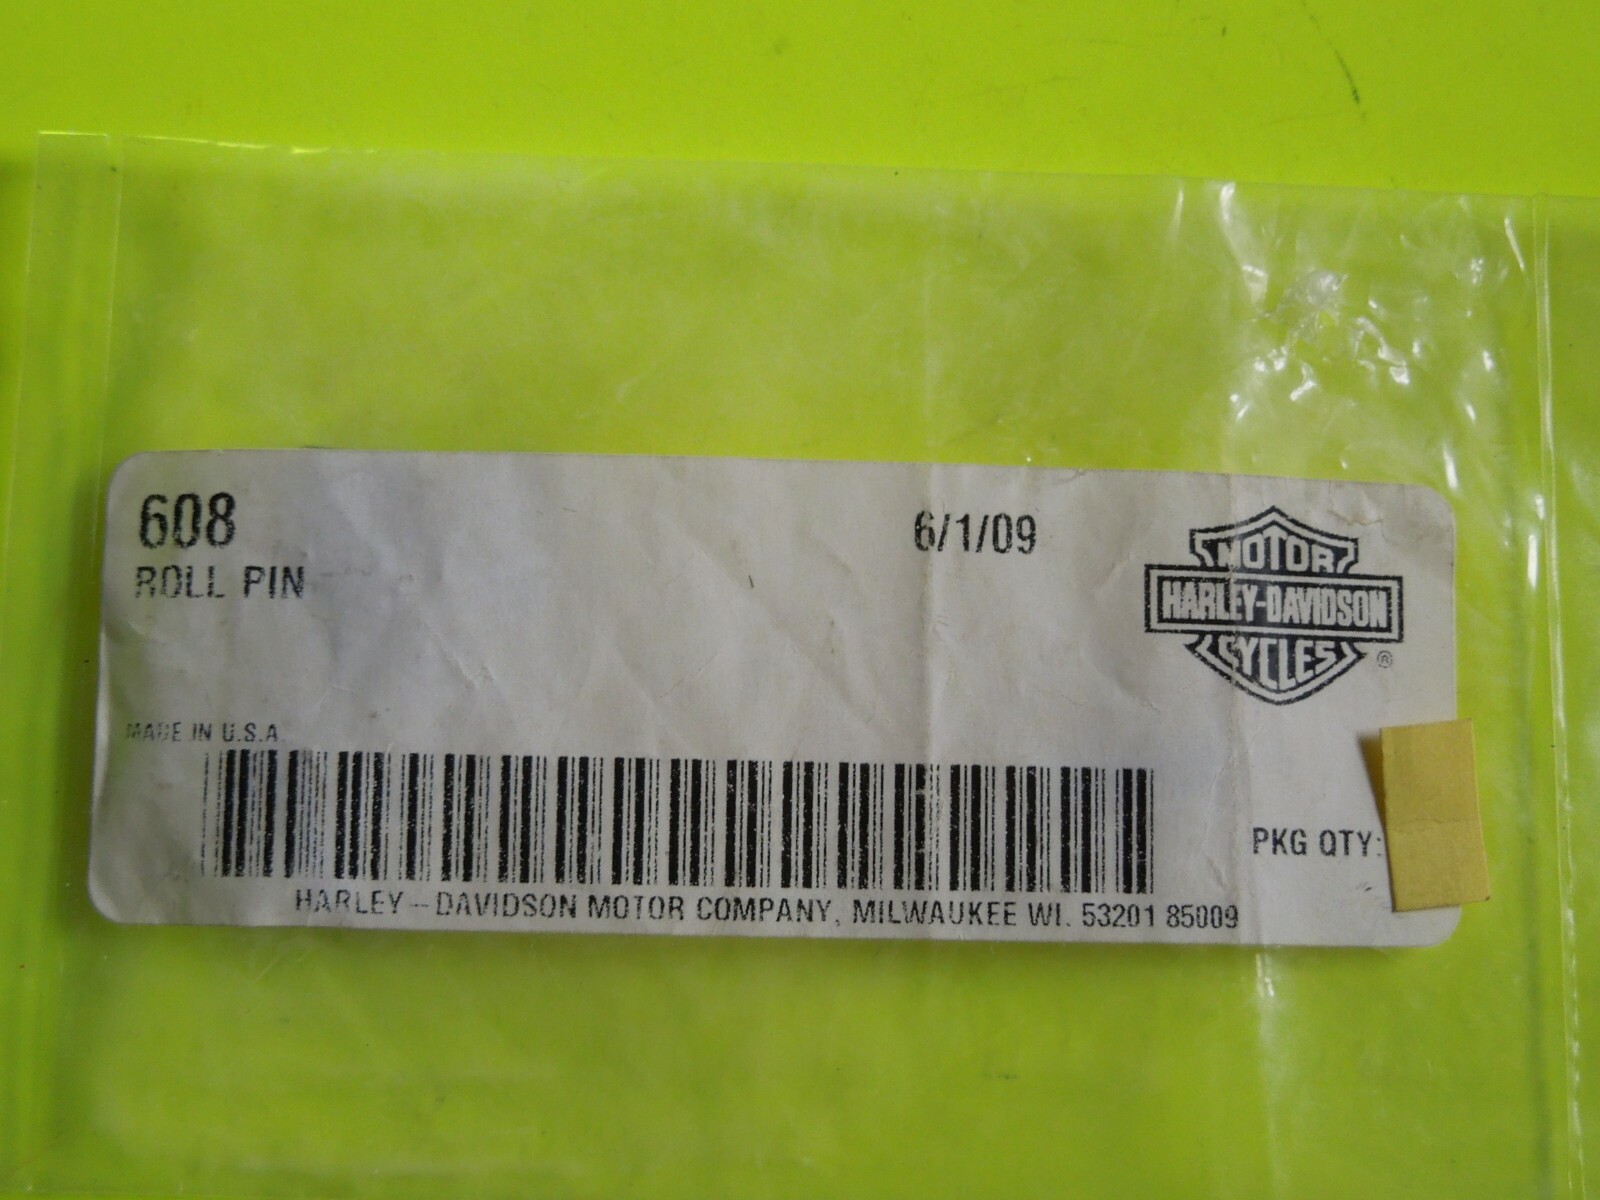 608
6/1/09
ROLL PIN
MOTOR
HARLEY-DAVIDSON
CYCLES
®
MADE IN U.S.A.
PKG QTY:
HARLEY-DAVIDSON MOTOR COMPANY, MILWAUKEE WI. 53201 85009